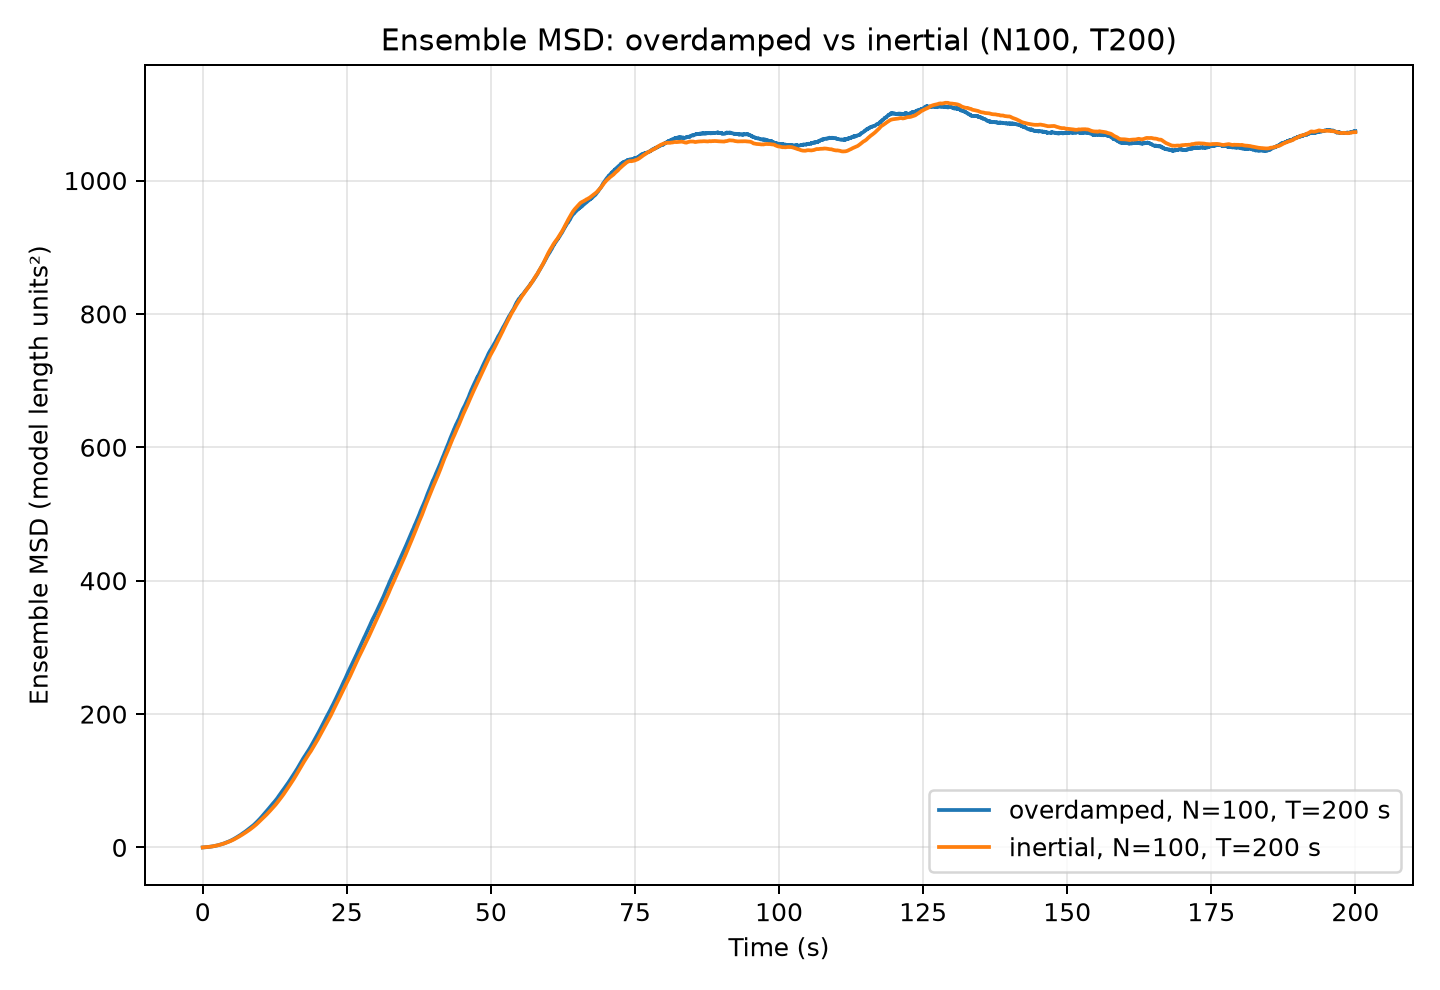 Ensemble MSD: overdamped vs inertial (N100, T200)
Ensemble MSD (model length units²)
1000
800
600
400
200
0
overdamped, N=100, T=200 s
inertial, N=100, T=200 s
0 25 50 75 100 125 150 175 200
Time (s)